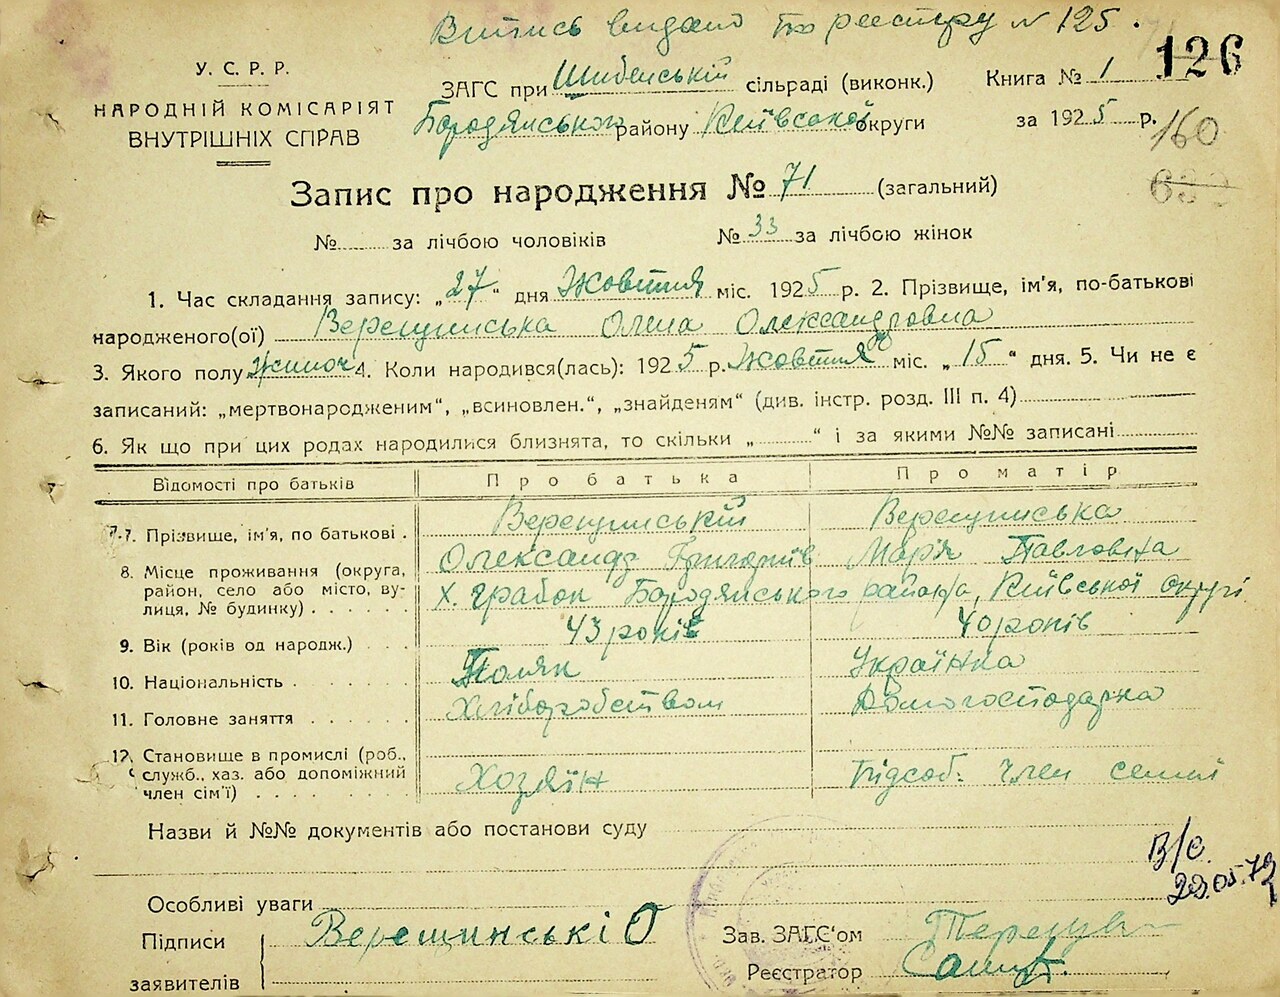 Витись видано по реєстру № 125.
126
У. С. Р. Р.
НАРОДНІЙ КОМІСАРІЯТ
ВНУТРІШНІХ СПРАВ
ЗАГС при Шибенській сільраді (виконк.) Книга № 1
Бородянського району Київської округи за 1925 р.
160
Запис про народження № 71 (загальний)
№ за лічбою чоловіків № 33 за лічбою жінок
1. Час складання запису: „27“ дня Жовтня міс. 1925 р. 2. Прізвище, ім'я, по-батькові
народженого(ої) Верещинська Олена Олександровна
3. Якого полу жиноч 4. Коли народився(лась): 1925 р. Жовтня міс. „15“ дня. 5. Чи не є
записаний: „мертвонародженим“, „всиновлен.“, „знайденям“ (див. інстр. розд. III п. 4)
6. Як що при цих родах народилися близнята, то скільки „ “ і за якими №№ записані
Відомості про батьків Про батька Про матір
7. Прізвище, ім'я, по батькові . Верещинський Верещинська
Олександр Григорїів Марія Павловна
8. Місце проживання (округа, район, село або місто, вулиця, № будинку) . . . . . Х. Грабок Бородянського району, Київської округі
9. Вік (років од народж.) . . . 43 років 40 років
10. Національність . . . . . . Поляк Українка
11. Головне заняття . . . . . . Хліборобством Домогосподарка
12. Становище в промислі (роб., служб., хаз. або допоміжний член сім'ї) . . . . . . . Хозяїн Підсоб. член семиї
Назви й №№ документів або постанови суду
В/С.
Особливі уваги
Підписи Верещинські О Зав. ЗАГС'ом
заявителів Реєстратор